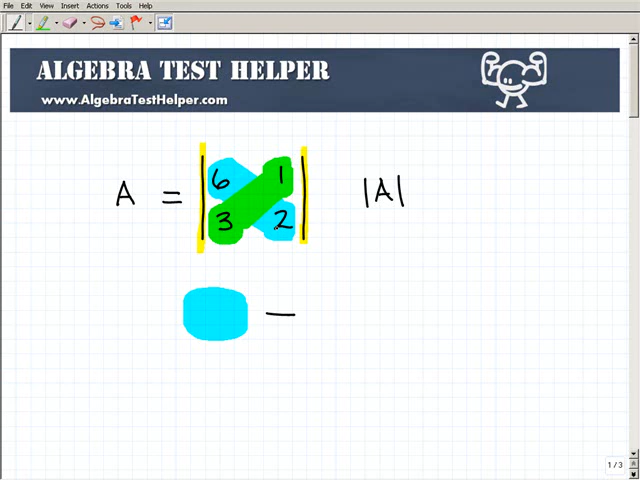 File Edit View Insert Actions Tools Help
ALGEBRA TEST HELPER
www.AlgebraTestHelper.com
A = | 6 1 | |A|
3 2
−
1 / 3